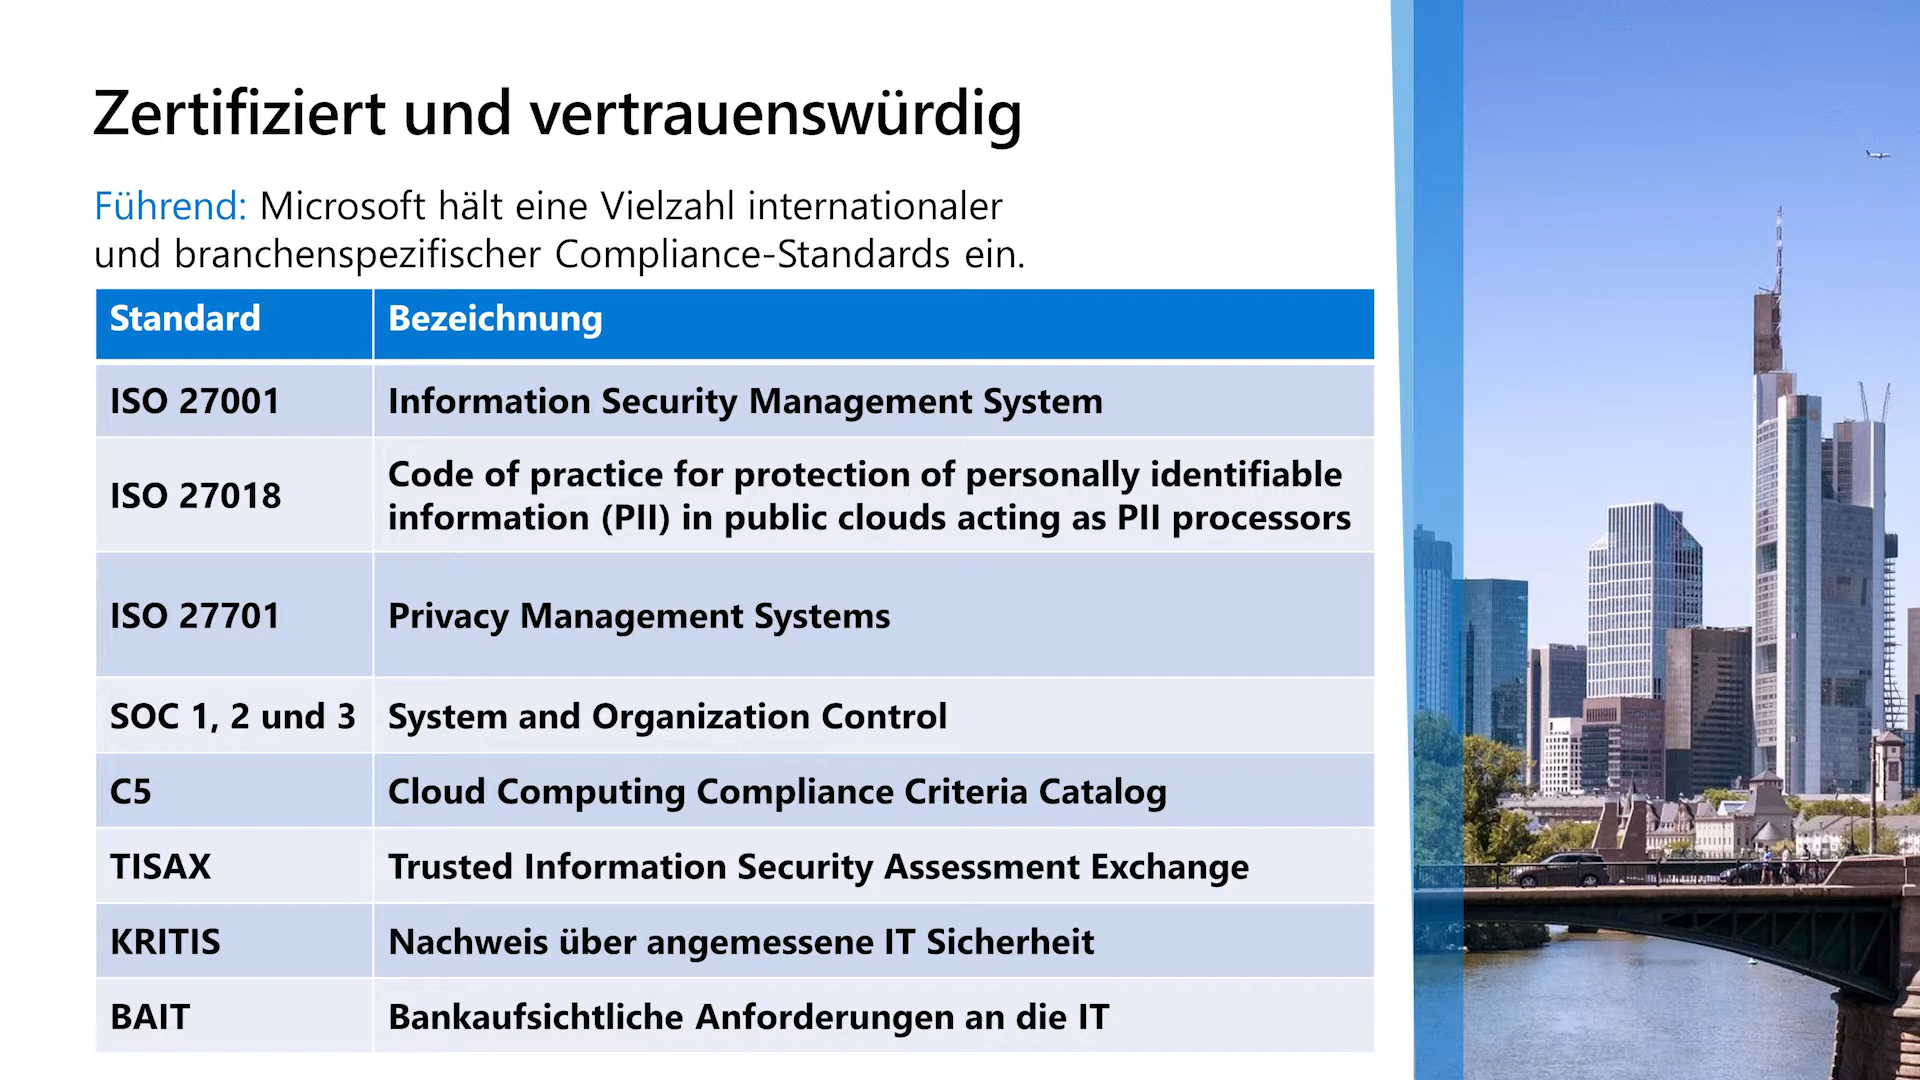 Zertifiziert und vertrauenswürdig
Führend: Microsoft hält eine Vielzahl internationaler
und branchenspezifischer Compliance-Standards ein.
Standard Bezeichnung
ISO 27001 Information Security Management System
ISO 27018 Code of practice for protection of personally identifiable
information (PII) in public clouds acting as PII processors
ISO 27701 Privacy Management Systems
SOC 1, 2 und 3 System and Organization Control
C5 Cloud Computing Compliance Criteria Catalog
TISAX Trusted Information Security Assessment Exchange
KRITIS Nachweis über angemessene IT Sicherheit
BAIT Bankaufsichtliche Anforderungen an die IT